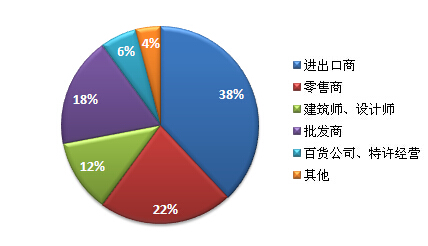 38%
22%
12%
18%
6%
4%
进出口商
零售商
建筑师、设计师
批发商
百货公司、特许经营
其他